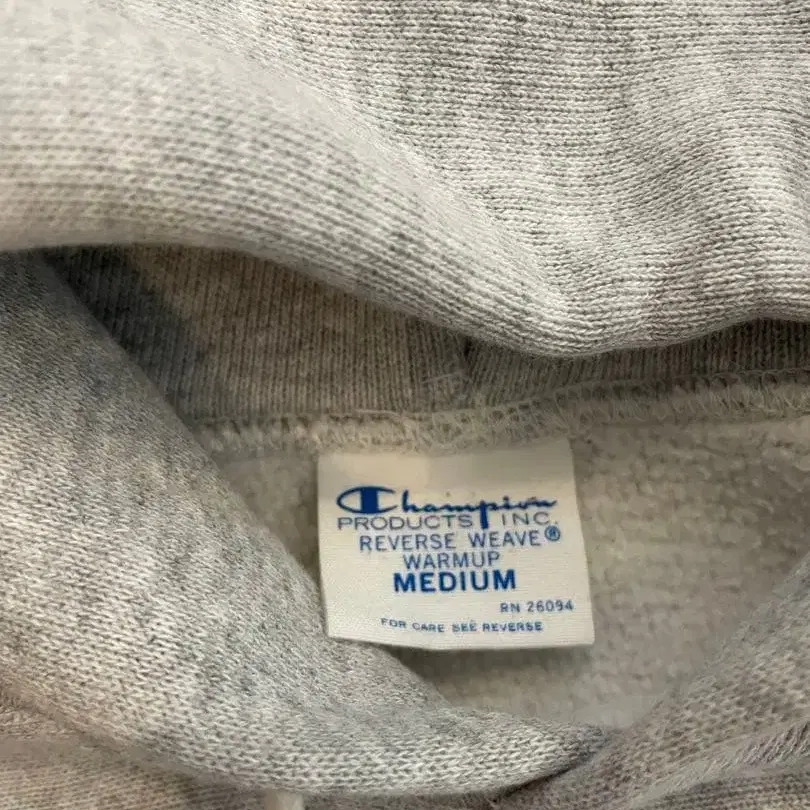 Champion
PRODUCTS INC.
REVERSE WEAVE®
WARMUP
MEDIUM
RN 26094
FOR CARE SEE REVERSE